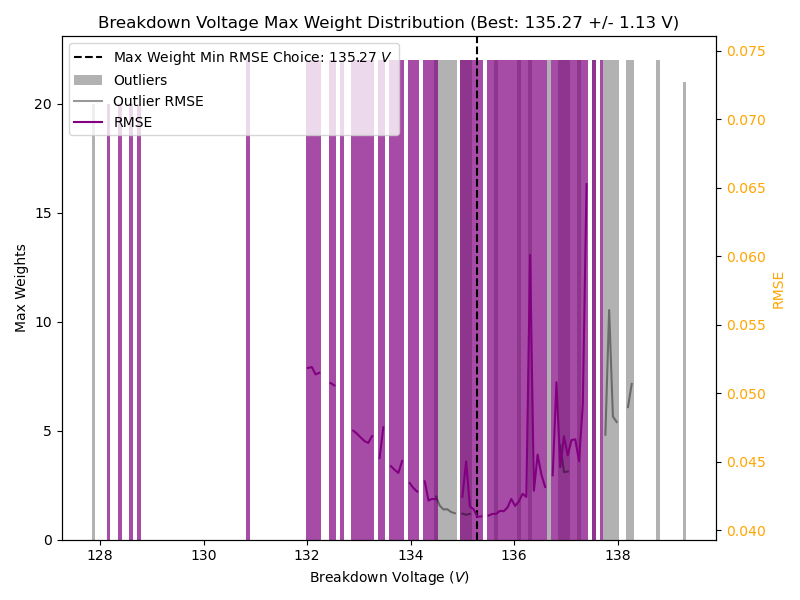 Breakdown Voltage Max Weight Distribution (Best: 135.27 +/- 1.13 V)
Max Weight Min RMSE Choice: 135.27 V
Outliers
Outlier RMSE
RMSE
20
15
10
5
0
Max Weights
0.075
0.070
0.065
0.060
0.055
0.050
0.045
0.040
RMSE
128 130 132 134 136 138
Breakdown Voltage (V)